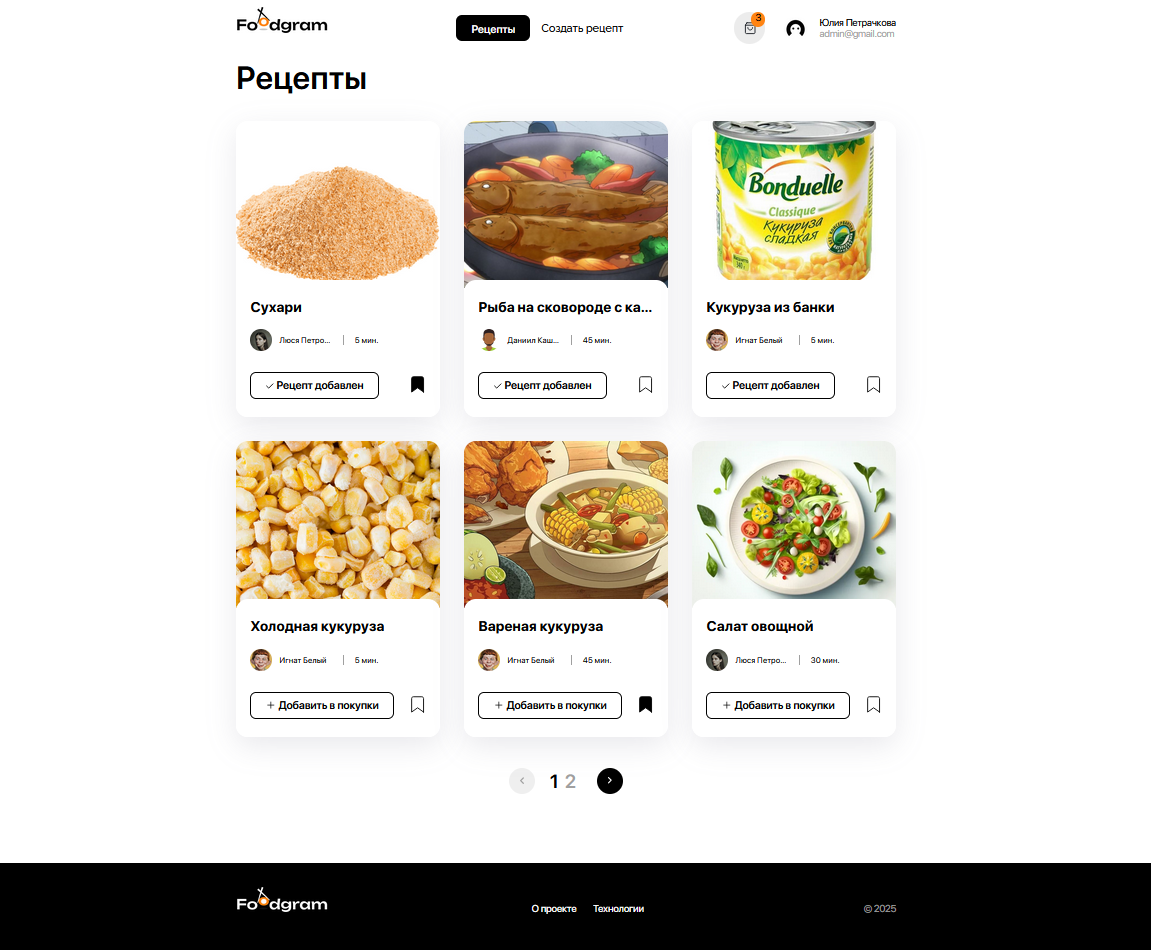 Foodgram
Рецепты
Создать рецепт
3
Юлия Петрачкова
admin@gmail.com
Рецепты
Bonduelle
Classique
Кукуруза
сладкая
Сухари
Люся Петро...
5 мин.
Рецепт добавлен
Рыба на сковороде с ка...
Даниил Каш...
45 мин.
Рецепт добавлен
Кукуруза из банки
Игнат Белый
5 мин.
Рецепт добавлен
Холодная кукуруза
Игнат Белый
5 мин.
+ Добавить в покупки
Вареная кукуруза
Игнат Белый
45 мин.
+ Добавить в покупки
Салат овощной
Люся Петро...
30 мин.
+ Добавить в покупки
1 2
Foodgram
О проекте
Технологии
© 2025